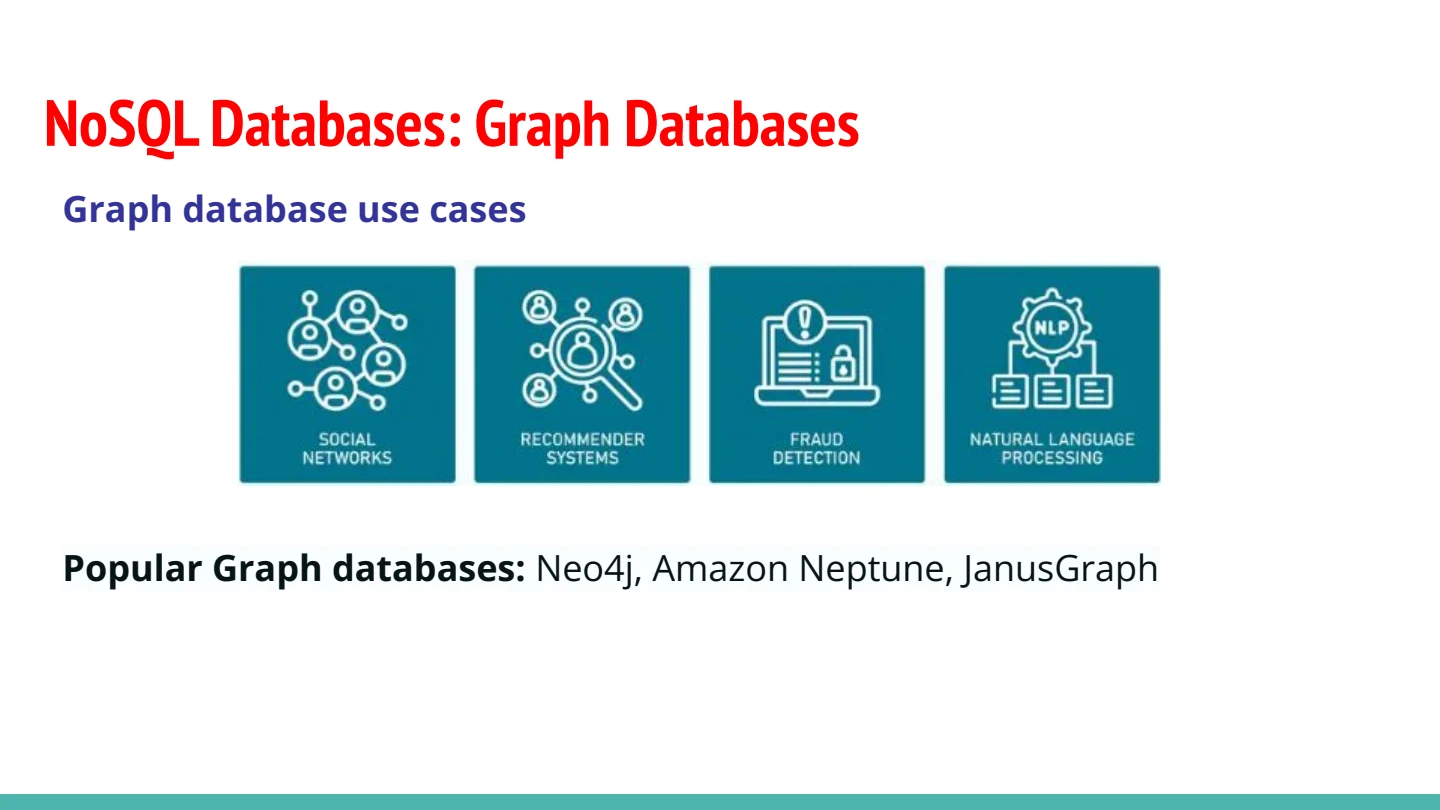 NoSQL Databases: Graph Databases
Graph database use cases
SOCIAL
NETWORKS
RECOMMENDER
SYSTEMS
FRAUD
DETECTION
NLP
NATURAL LANGUAGE
PROCESSING
Popular Graph databases: Neo4j, Amazon Neptune, JanusGraph